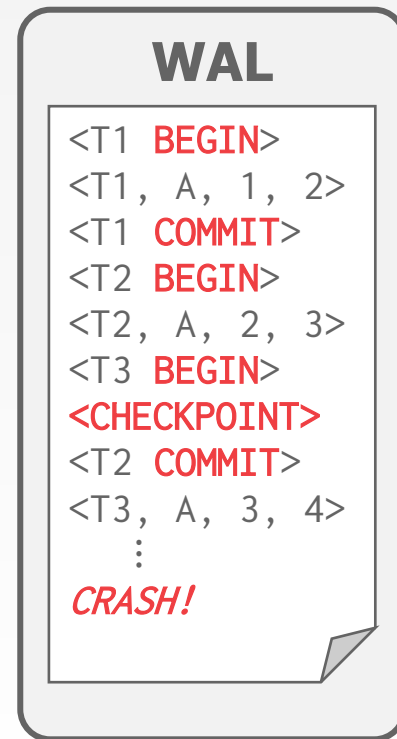 WAL
<T1 BEGIN>
<T1, A, 1, 2>
<T1 COMMIT>
<T2 BEGIN>
<T2, A, 2, 3>
<T3 BEGIN>
<CHECKPOINT>
<T2 COMMIT>
<T3, A, 3, 4>
⋮
CRASH!